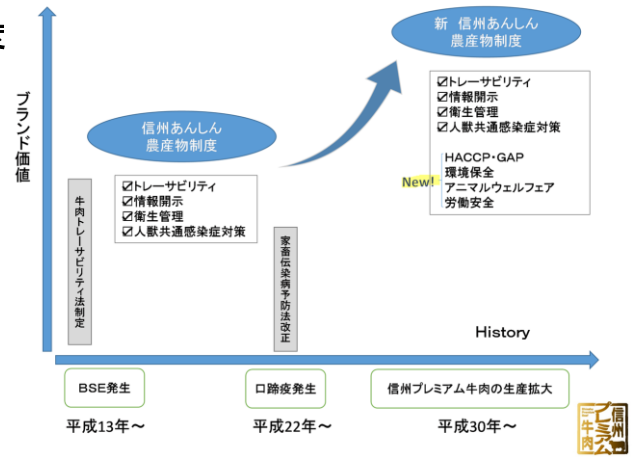 度
ブランド価値
新 信州あんしん
農産物制度
☑トレーサビリティ
☑情報開示
☑衛生管理
☑人獣共通感染症対策
New!
HACCP・GAP
環境保全
アニマルウェルフェア
労働安全
信州あんしん
農産物制度
☑トレーサビリティ
☑情報開示
☑衛生管理
☑人獣共通感染症対策
牛肉トレーサビリティ法制定
家畜伝染病予防法改正
History
BSE発生
口蹄疫発生
信州プレミアム牛肉の生産拡大
平成13年～
平成22年～
平成30年～
信州
プレミアム
牛肉